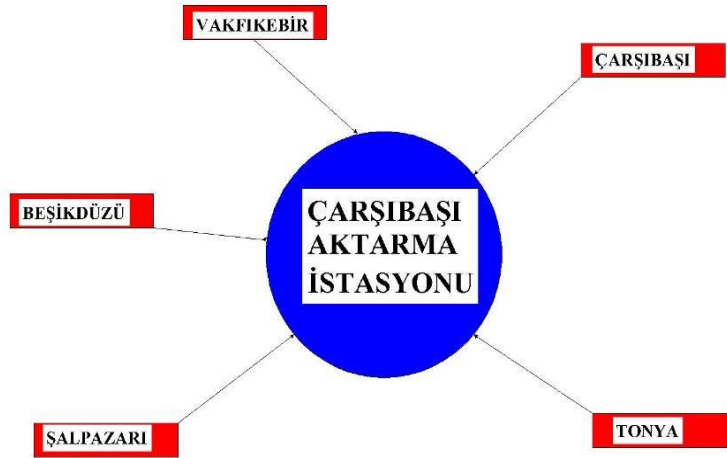 VAKFIKEBİR
ÇARŞIBAŞI
BEŞİKDÜZÜ
ÇARŞIBAŞI
AKTARMA
İSTASYONU
ŞALPAZARI
TONYA